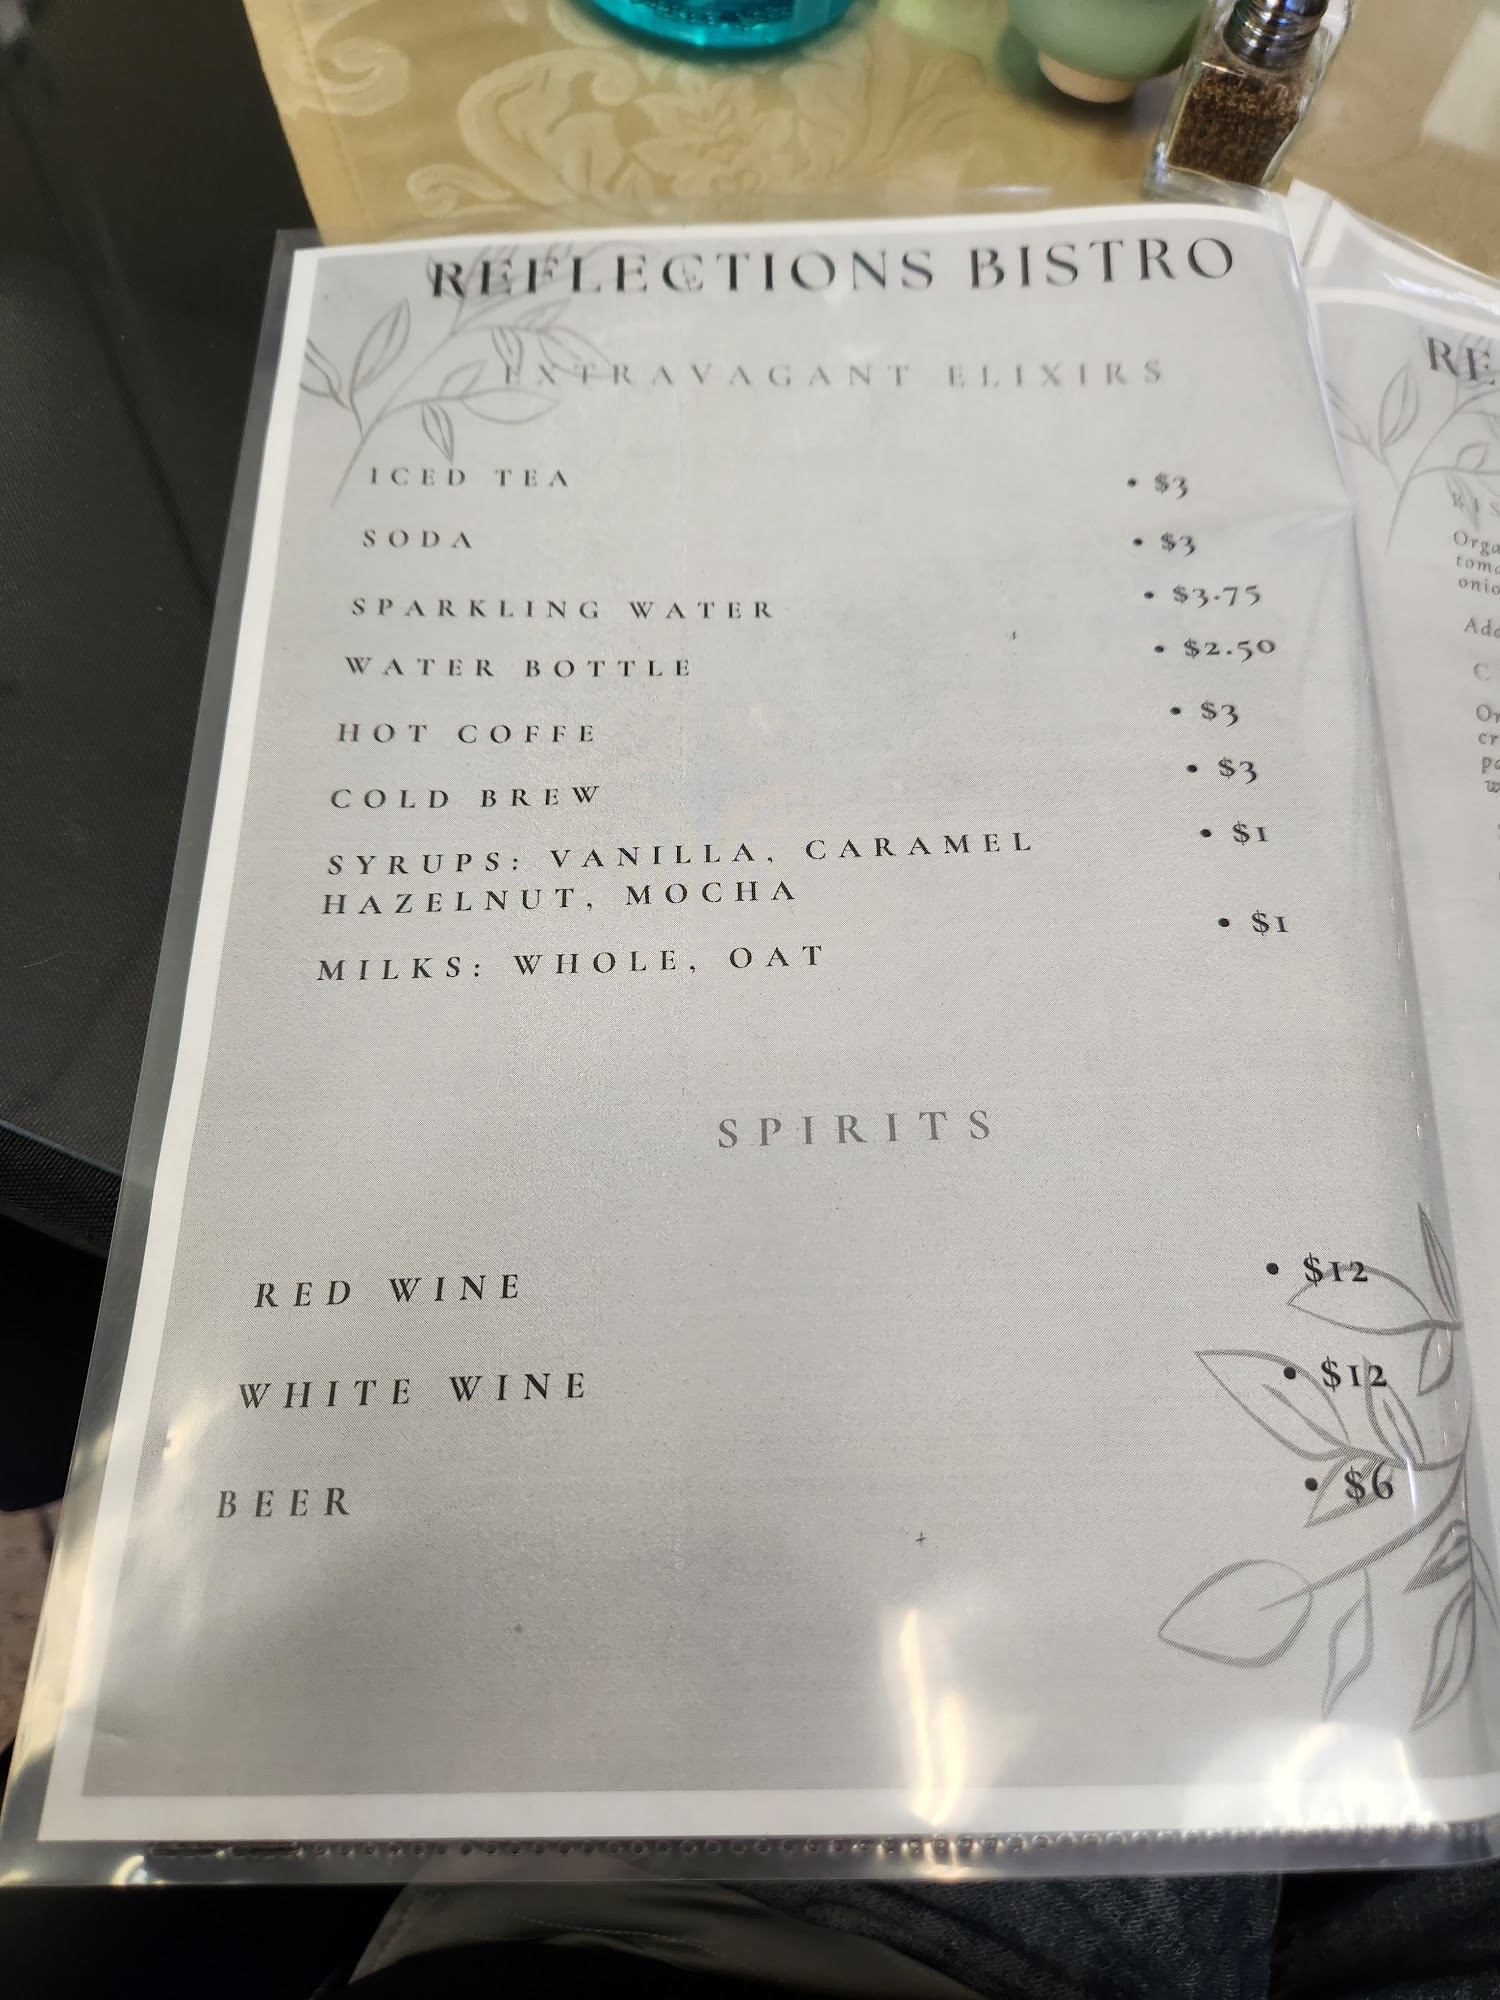 REFLECTIONS BISTRO
EXTRAVAGANT ELIXIRS
ICED TEA • $3
SODA • $3
SPARKLING WATER • $3.75
WATER BOTTLE • $2.50
HOT COFFE • $3
COLD BREW • $3
SYRUPS: VANILLA, CARAMEL • $1
HAZELNUT, MOCHA
MILKS: WHOLE, OAT • $1
SPIRITS
RED WINE • $12
WHITE WINE • $12
BEER • $6